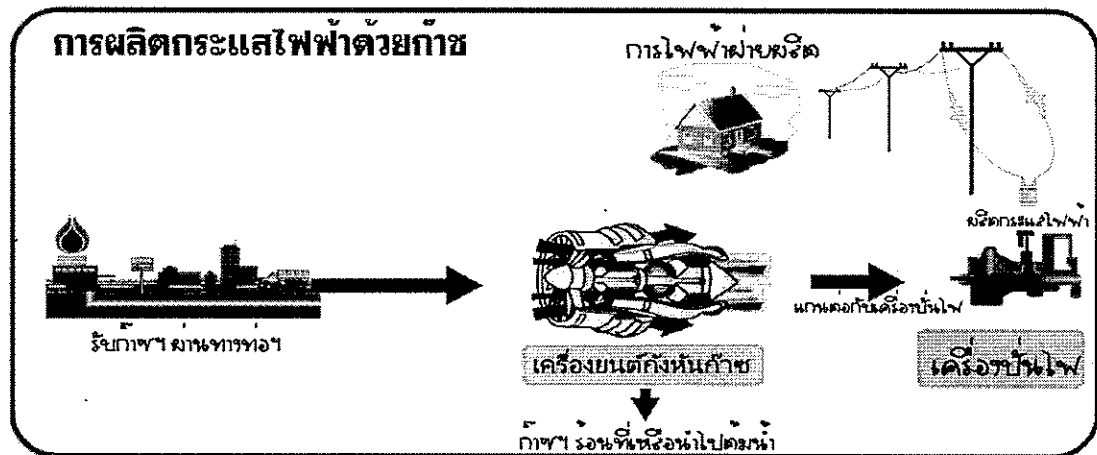 การผลิตกระแสไฟฟ้าด้วยก๊าซ
การไฟฟ้าฝ่ายผลิต
ผลิตกระแสไฟฟ้า
รับก๊าซฯ ผ่านทางท่อฯ
แกนต่อกับเครื่องปั่นไฟ
เครื่องยนต์กังหันก๊าซ
เครื่องปั่นไฟ
ก๊าซฯ ร้อนที่เหลือนำไปต้มน้ำ